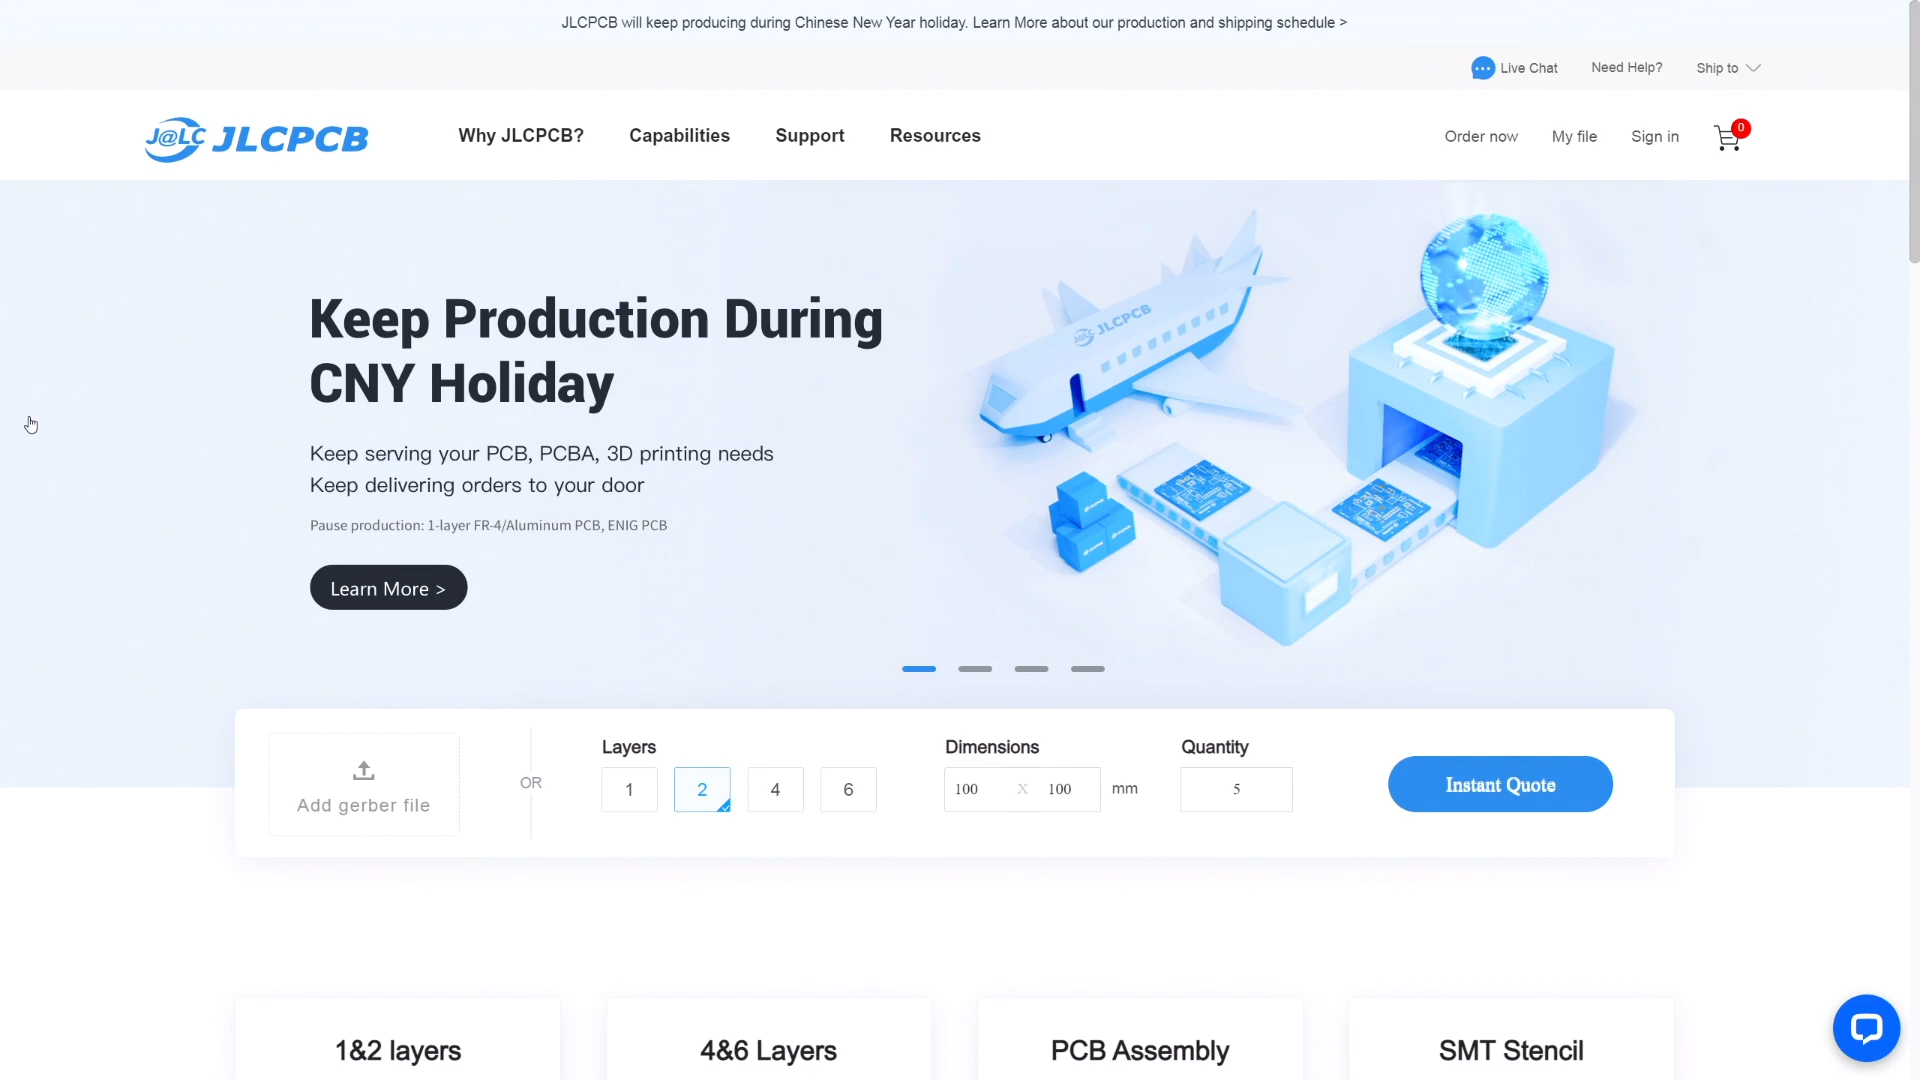 JLCPCB will keep producing during Chinese New Year holiday. Learn More about our production and shipping schedule >
Live Chat
Need Help?
Ship to
J@LC JLCPCB
Why JLCPCB?
Capabilities
Support
Resources
Order now
My file
Sign in
0
Keep Production During
CNY Holiday
Keep serving your PCB, PCBA, 3D printing needs
Keep delivering orders to your door
Pause production: 1-layer FR-4/Aluminum PCB, ENIG PCB
Learn More >
JLCPCB
Add gerber file
OR
Layers
1
2
4
6
Dimensions
100 X 100 mm
Quantity
5
Instant Quote
1&2 layers
4&6 Layers
PCB Assembly
SMT Stencil